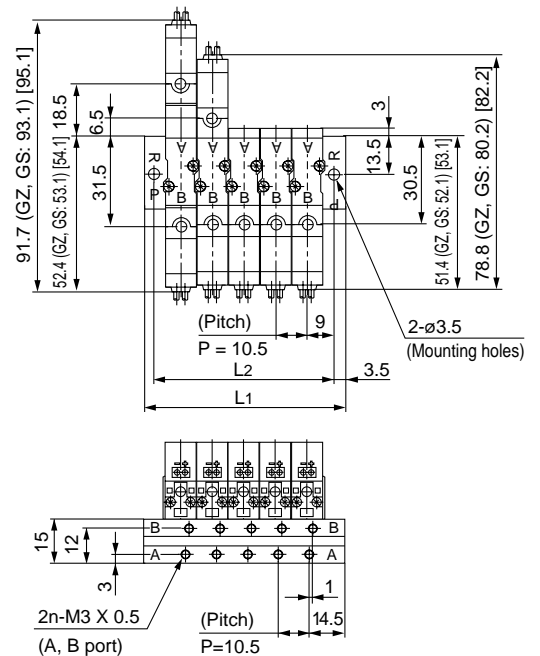 91.7 (GZ, GS: 93.1) [95.1]
52.4 (GZ, GS: 53.1) [54.1]
18.5
6.5
31.5
3
13.5
30.5
51.4 (GZ, GS: 52.1) [53.1]
78.8 (GZ, GS: 80.2) [82.2]
R
P
A A A A A
B B B B B
R
P
(Pitch)
P = 10.5
9
2-ø3.5
(Mounting holes)
L2
3.5
L1
15
12
3
B
B
A
A
1
2n-M3 X 0.5
(A, B port)
(Pitch)
P=10.5
14.5